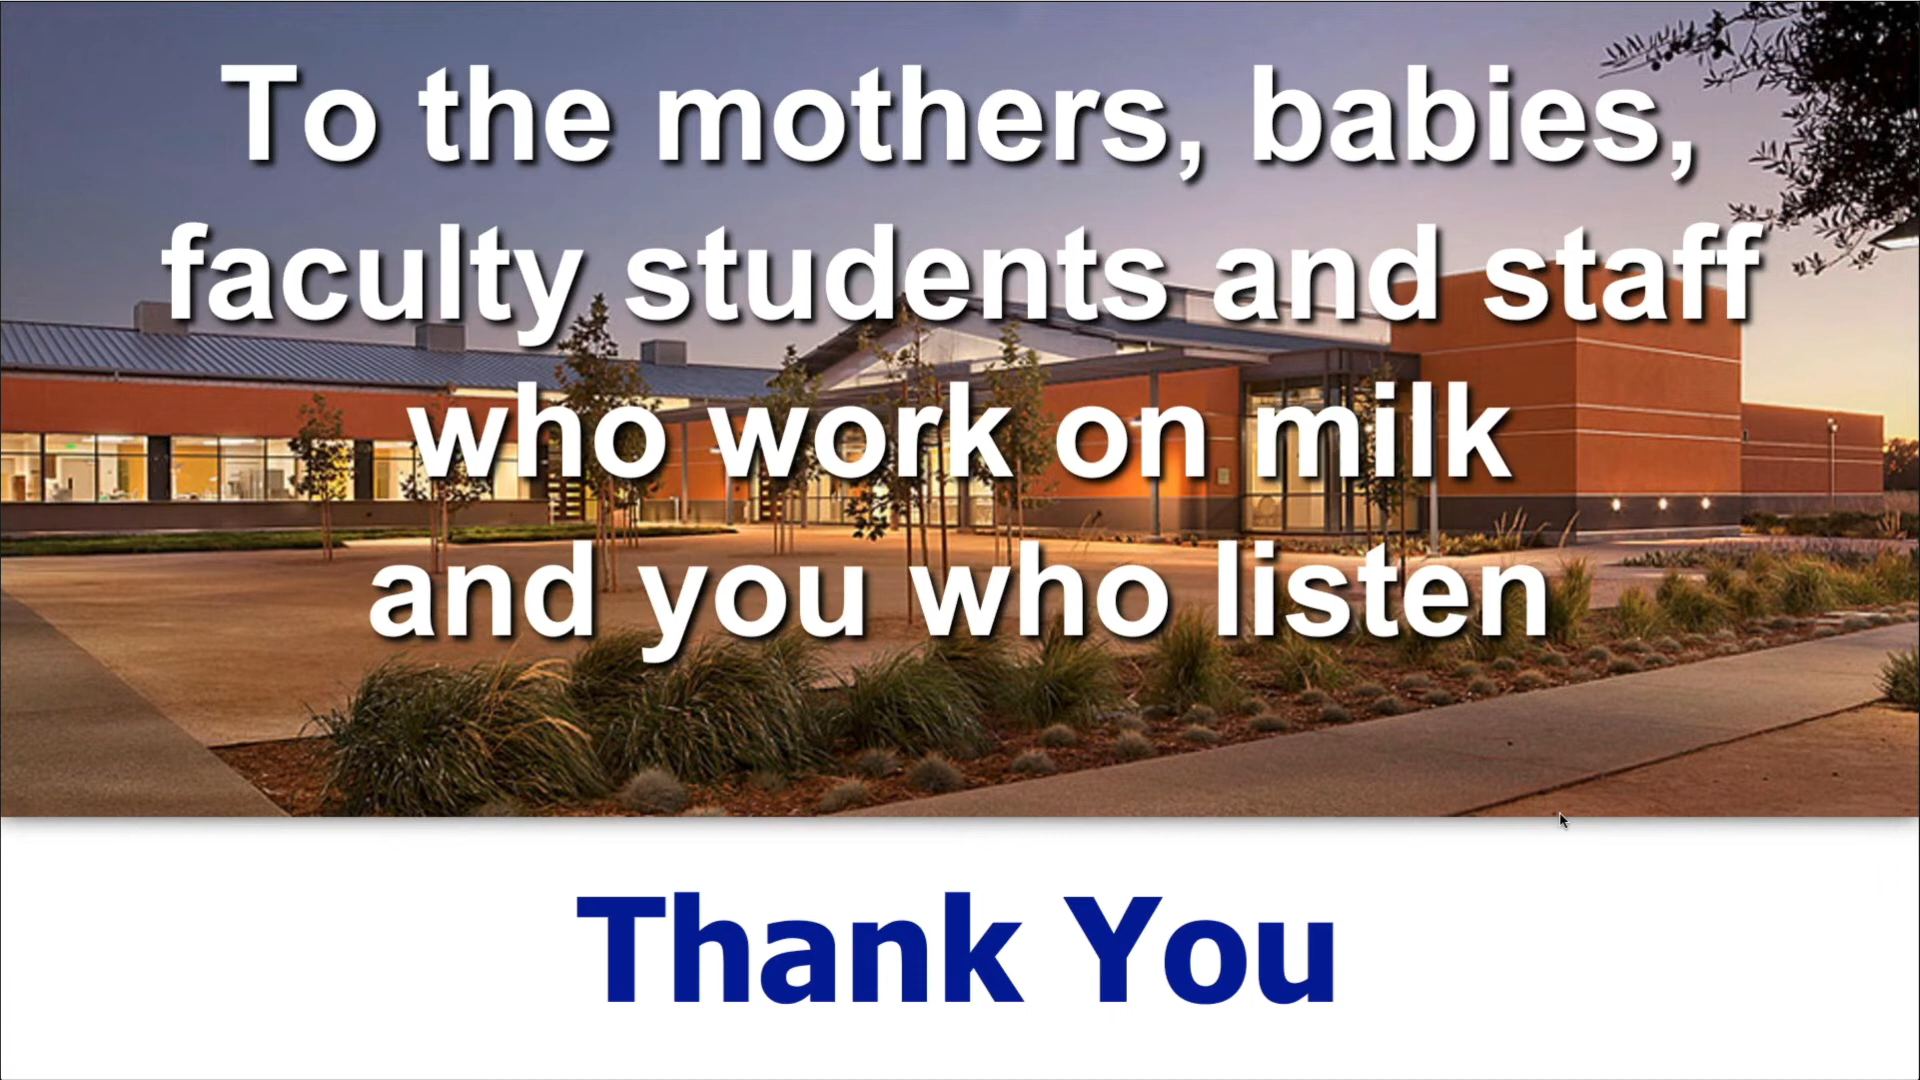 To the mothers, babies,
faculty students and staff
who work on milk
and you who listen
Thank You